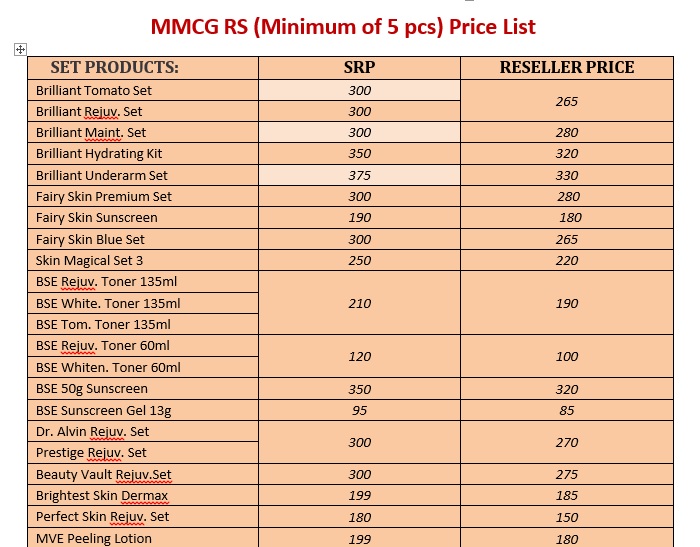 MMCG RS (Minimum of 5 pcs) Price List
SET PRODUCTS: SRP RESELLER PRICE
Brilliant Tomato Set 300 265
Brilliant Rejuv. Set 300
Brilliant Maint. Set 300 280
Brilliant Hydrating Kit 350 320
Brilliant Underarm Set 375 330
Fairy Skin Premium Set 300 280
Fairy Skin Sunscreen 190 180
Fairy Skin Blue Set 300 265
Skin Magical Set 3 250 220
BSE Rejuv. Toner 135ml
BSE White. Toner 135ml 210 190
BSE Tom. Toner 135ml
BSE Rejuv. Toner 60ml 120 100
BSE Whiten. Toner 60ml
BSE 50g Sunscreen 350 320
BSE Sunscreen Gel 13g 95 85
Dr. Alvin Rejuv. Set 300 270
Prestige Rejuv. Set
Beauty Vault Rejuv.Set 300 275
Brightest Skin Dermax 199 185
Perfect Skin Rejuv. Set 180 150
MVE Peeling Lotion 199 180